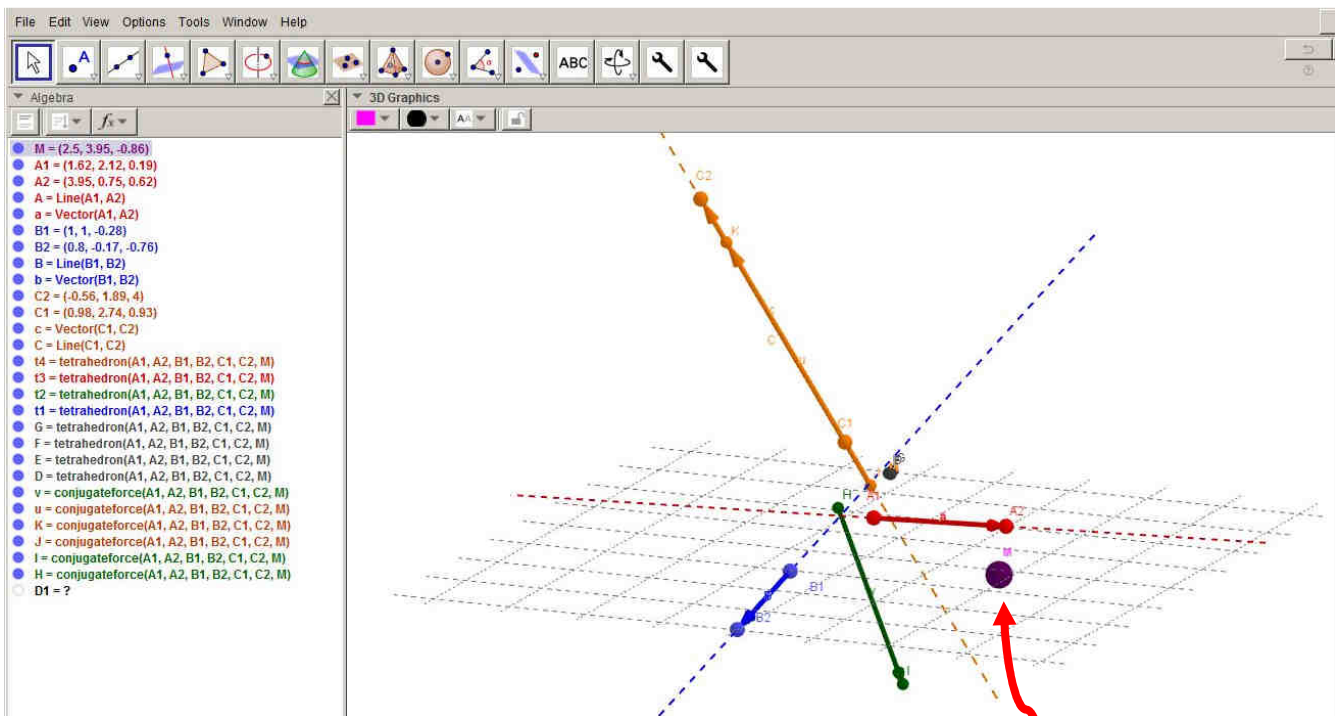 File Edit View Options Tools Window Help
A ABC
Algebra
3D Graphics
fx AA
M = (2.5, 3.95, -0.86)
A1 = (1.62, 2.12, 0.19)
A2 = (3.95, 0.75, 0.62)
A = Line(A1, A2)
a = Vector(A1, A2)
B1 = (1, 1, -0.28)
B2 = (0.8, -0.17, -0.76)
B = Line(B1, B2)
b = Vector(B1, B2)
C2 = (-0.56, 1.89, 4)
C1 = (0.98, 2.74, 0.93)
c = Vector(C1, C2)
C = Line(C1, C2)
t4 = tetrahedron(A1, A2, B1, B2, C1, C2, M)
t3 = tetrahedron(A1, A2, B1, B2, C1, C2, M)
t2 = tetrahedron(A1, A2, B1, B2, C1, C2, M)
t1 = tetrahedron(A1, A2, B1, B2, C1, C2, M)
G = tetrahedron(A1, A2, B1, B2, C1, C2, M)
F = tetrahedron(A1, A2, B1, B2, C1, C2, M)
E = tetrahedron(A1, A2, B1, B2, C1, C2, M)
D = tetrahedron(A1, A2, B1, B2, C1, C2, M)
v = conjugateforce(A1, A2, B1, B2, C1, C2, M)
u = conjugateforce(A1, A2, B1, B2, C1, C2, M)
K = conjugateforce(A1, A2, B1, B2, C1, C2, M)
J = conjugateforce(A1, A2, B1, B2, C1, C2, M)
I = conjugateforce(A1, A2, B1, B2, C1, C2, M)
H = conjugateforce(A1, A2, B1, B2, C1, C2, M)
D1 = ?
C2
K
C
u
C1
H
A1
a
A2
M
B1
B2
v
I